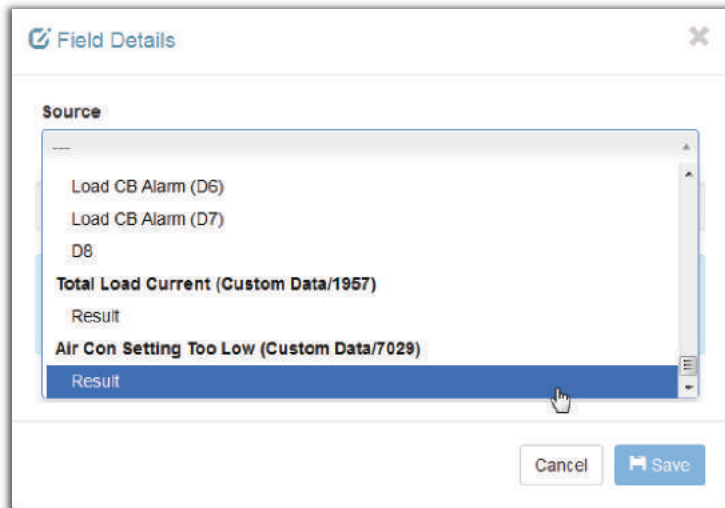 Field Details
Source
---
Load CB Alarm (D6)
Load CB Alarm (D7)
D8
Total Load Current (Custom Data/1957)
Result
Air Con Setting Too Low (Custom Data/7029)
Result
Cancel
Save